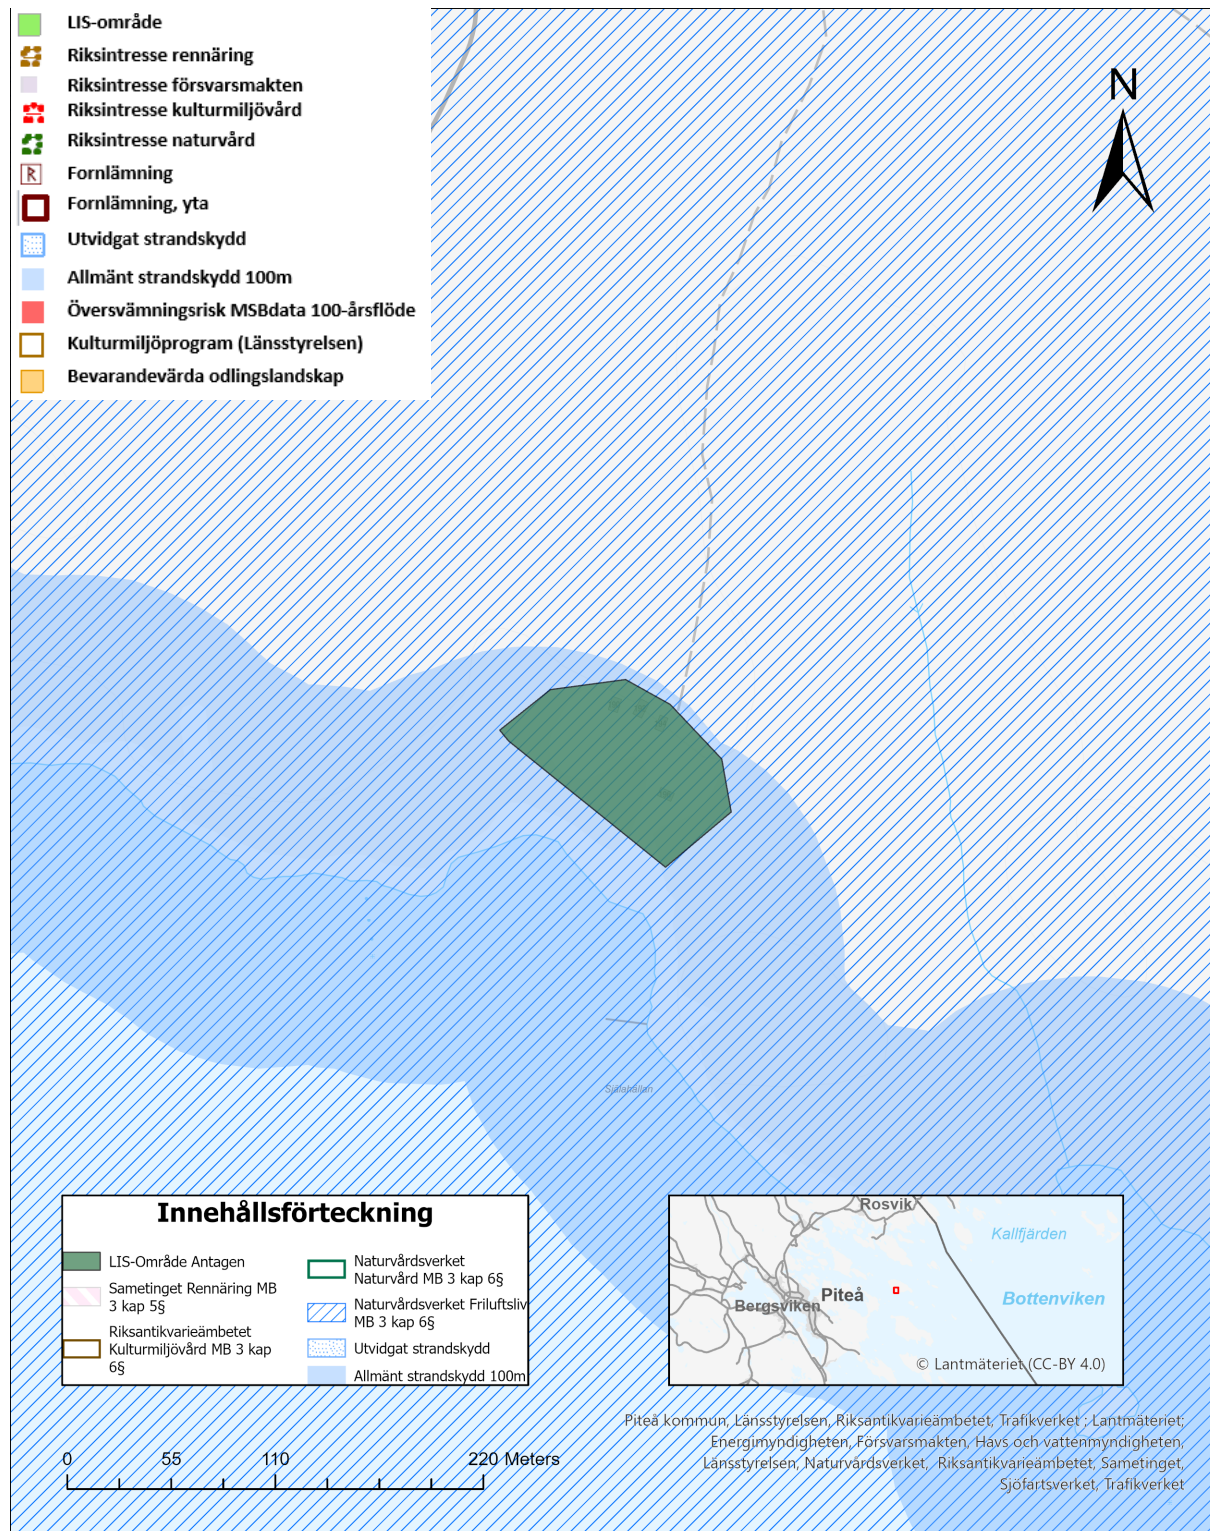 LIS-område
Riksintresse rennäring
Riksintresse försvarsmakten
Riksintresse kulturmiljövård
Riksintresse naturvård
R Fornlämning
Fornlämning, yta
Utvidgat strandskydd
Allmänt strandskydd 100m
Översvämningsrisk MSBdata 100-årsflöde
Kulturmiljöprogram (Länsstyrelsen)
Bevarandevärda odlingslandskap
N
Själahällan
Innehållsförteckning
LIS-Område Antagen
Sametinget Rennäring MB
3 kap 5§
Riksantikvarieämbetet
Kulturmiljövård MB 3 kap
6§
Naturvårdsverket
Naturvård MB 3 kap 6§
Naturvårdsverket Friluftsliv
MB 3 kap 6§
Utvidgat strandskydd
Allmänt strandskydd 100m
Rosvik
Kallfjärden
Piteå
Bottenviken
Bergsviken
© Lantmäteriet (CC-BY 4.0)
Piteå kommun, Länsstyrelsen, Riksantikvarieämbetet, Trafikverket ; Lantmäteriet;
Energimyndigheten, Försvarsmakten, Havs och vattenmyndigheten,
Länsstyrelsen, Naturvårdsverket, Riksantikvarieämbetet, Sametinget,
Sjöfartsverket, Trafikverket
0 55 110 220 Meters